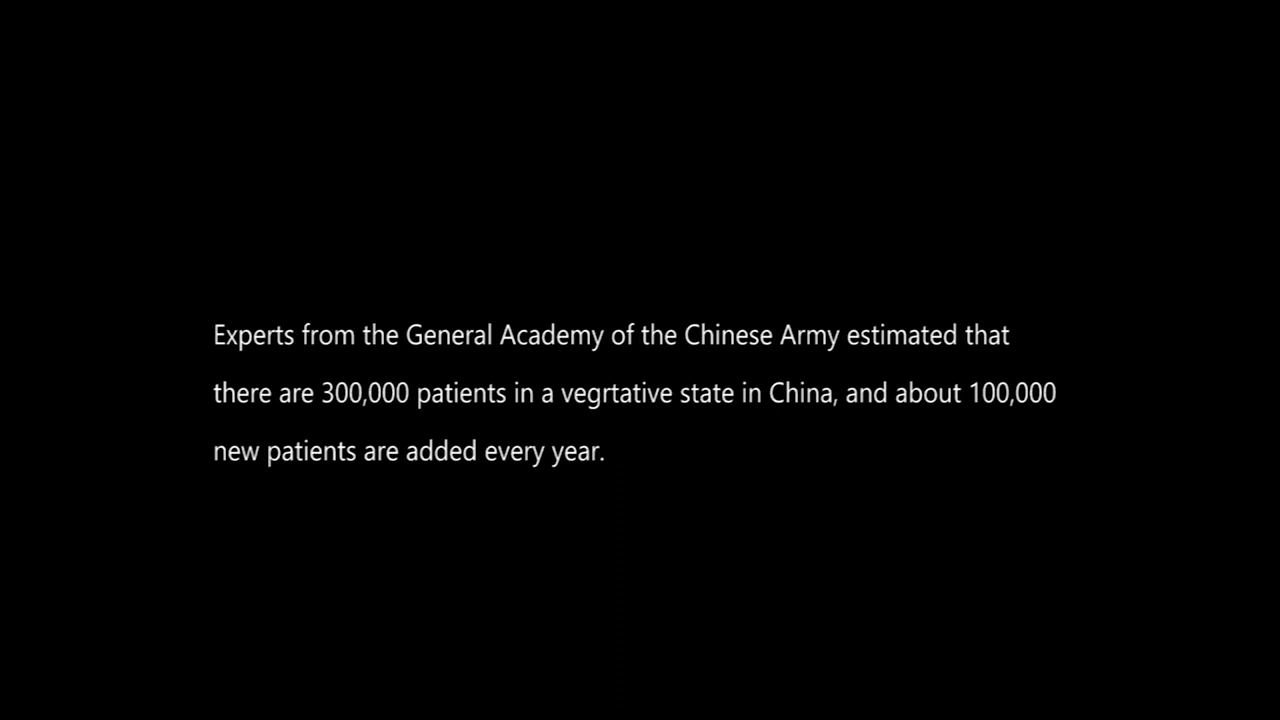 Experts from the General Academy of the Chinese Army estimated that
there are 300,000 patients in a vegrtative state in China, and about 100,000
new patients are added every year.